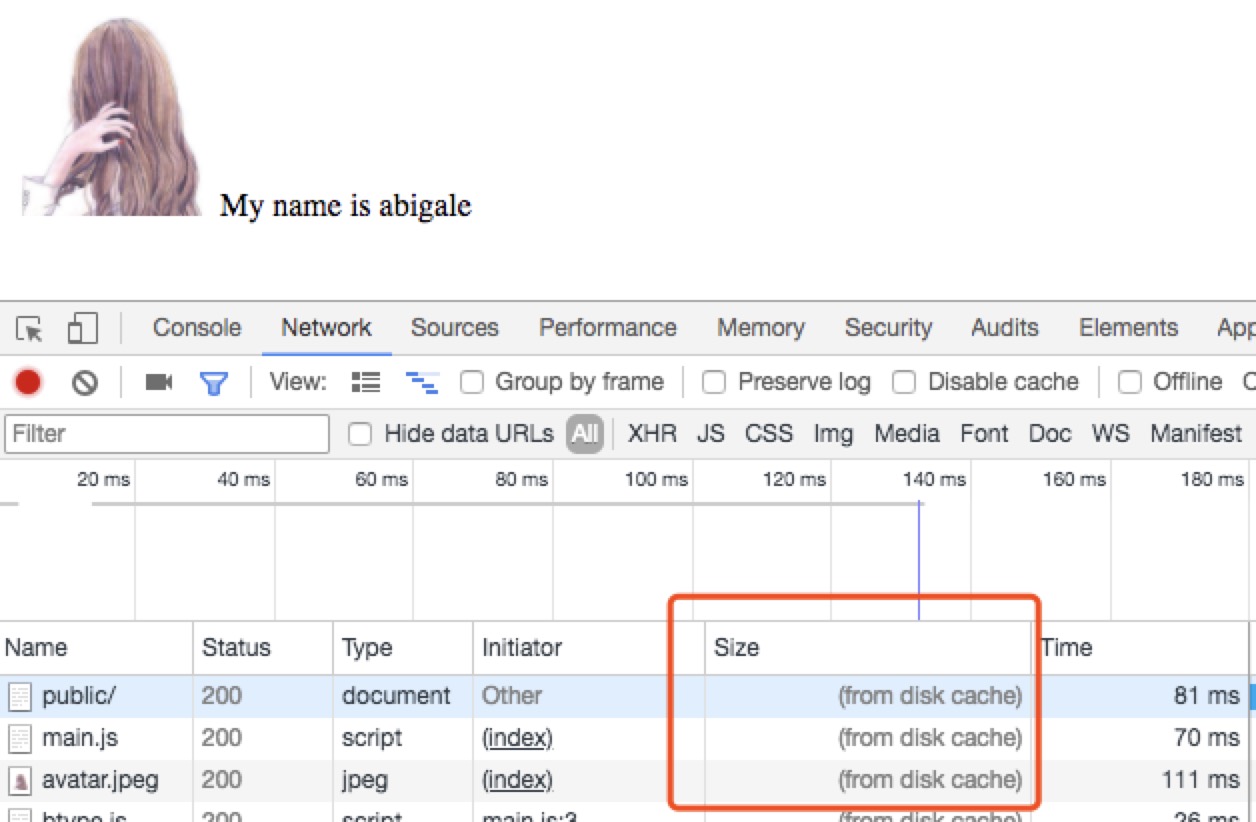 My name is abigale
Console Network Sources Performance Memory Security Audits Elements App
View: Group by frame Preserve log Disable cache Offline
Filter Hide data URLs All XHR JS CSS Img Media Font Doc WS Manifest
20 ms 40 ms 60 ms 80 ms 100 ms 120 ms 140 ms 160 ms 180 ms
Name Status Type Initiator Size Time
public/ 200 document Other (from disk cache) 81 ms
main.js 200 script (index) (from disk cache) 70 ms
avatar.jpeg 200 jpeg (index) (from disk cache) 111 ms
btype.js 200 script main.js:3 (from disk cache) 26 ms